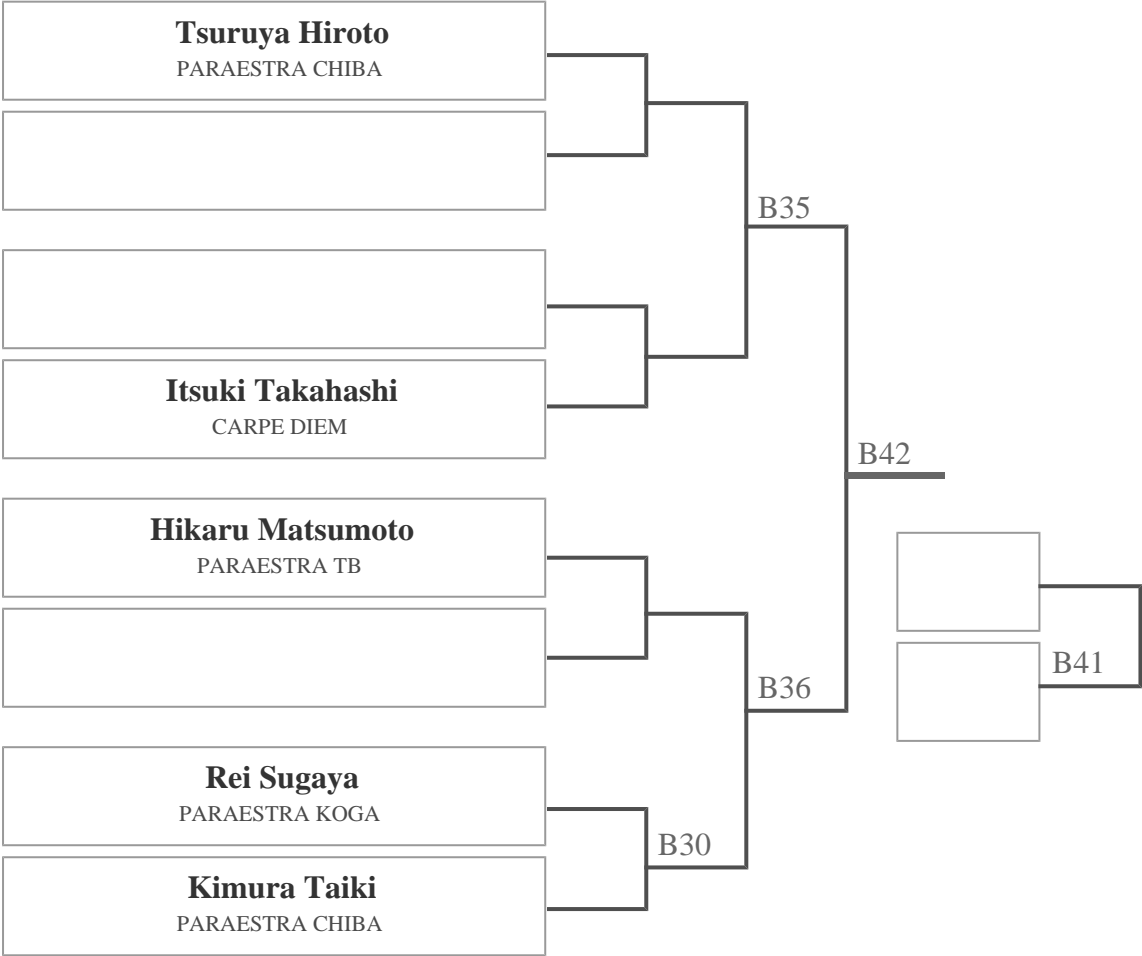 Tsuruya Hiroto
PARAESTRA CHIBA
B35
Itsuki Takahashi
CARPE DIEM
B42
Hikaru Matsumoto
PARAESTRA TB
B41
B36
Rei Sugaya
PARAESTRA KOGA
B30
Kimura Taiki
PARAESTRA CHIBA